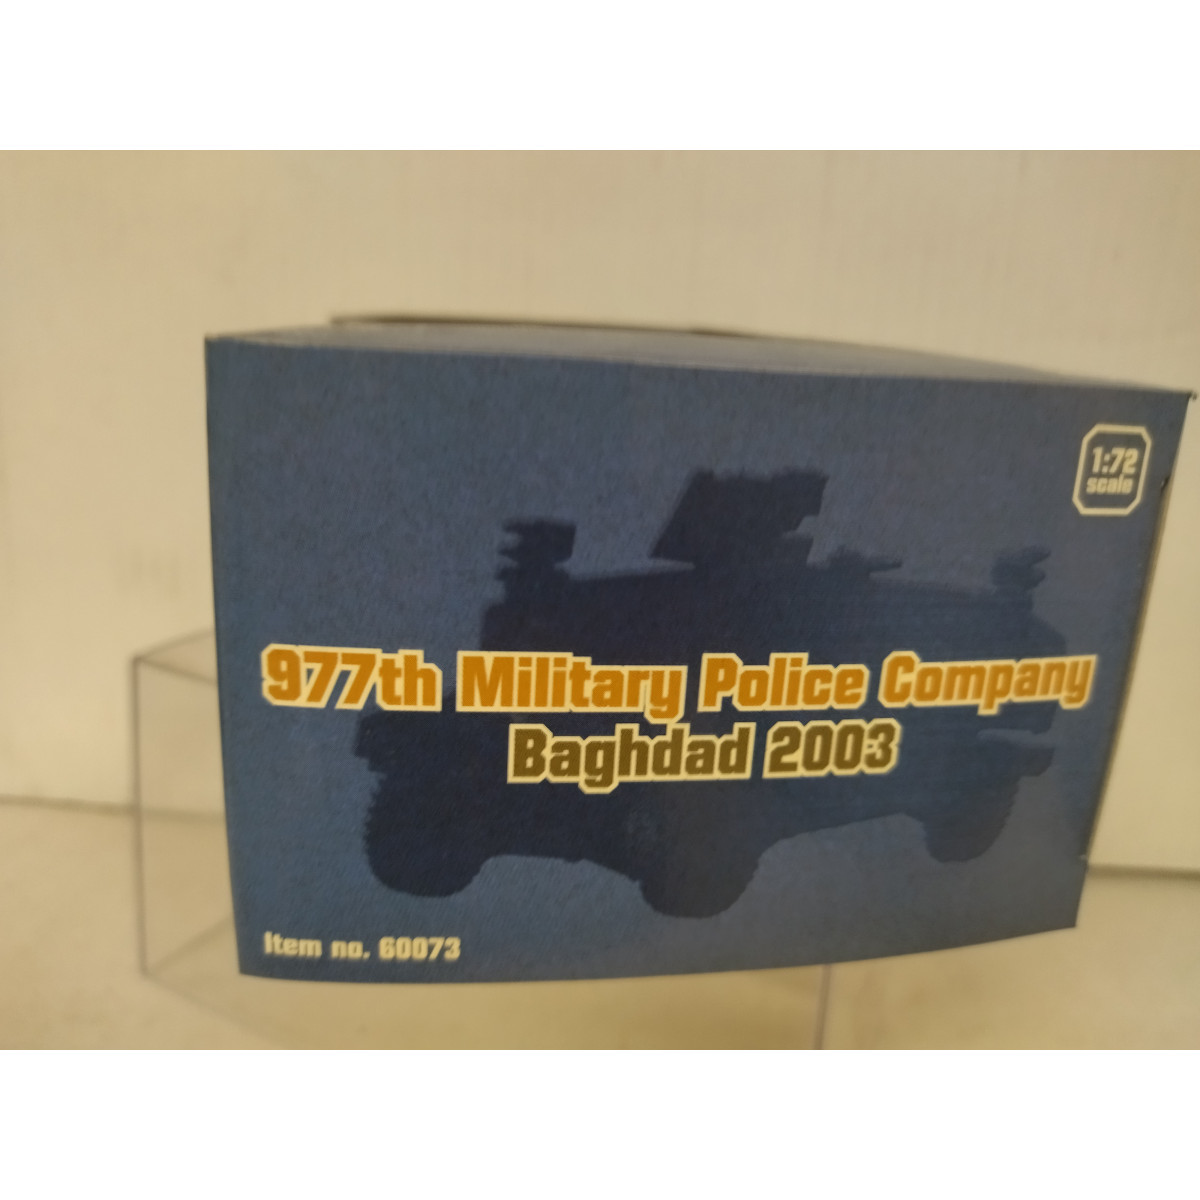 1:72
scale
977th Military Police Company
Baghdad 2003
Item no. 60073